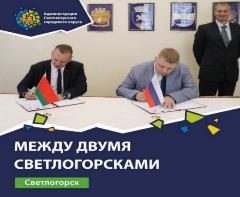 Администрация
Светлогорского
городского округа
МЕЖДУ ДВУМЯ
СВЕТЛОГОРСКАМИ
Светлогорск